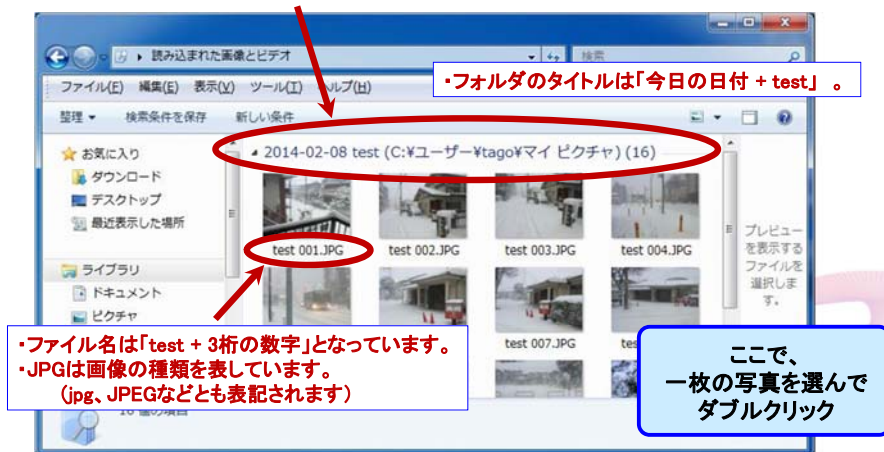 読み込まれた画像とビデオ
検索
ファイル(F) 編集(E) 表示(V) ツール(T) ヘルプ(H)
・フォルダのタイトルは「今日の日付 + test」 。
整理 検索条件を保存 新しい条件
2014-02-08 test (C:¥ユーザー¥tago¥マイ ピクチャ) (16)
お気に入り
ダウンロード
デスクトップ
最近表示した場所
test 001.JPG test 002.JPG test 003.JPG test 004.JPG
プレビュー
を表示する
ファイルを
選択しま
す。
ライブラリ
ドキュメント
ピクチャ
・ファイル名は「test + 3桁の数字」となっています。
・JPGは画像の種類を表しています。
(jpg、JPEGなどとも表記されます)
test 007.JPG
ここで、
一枚の写真を選んで
ダブルクリック